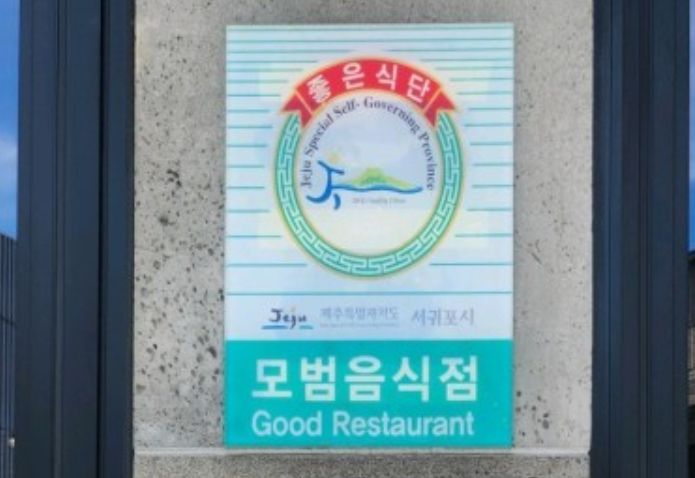 좋은식단
Jeju Special Self-Governing Province
Jeju 제주특별자치도 서귀포시
모범음식점
Good Restaurant